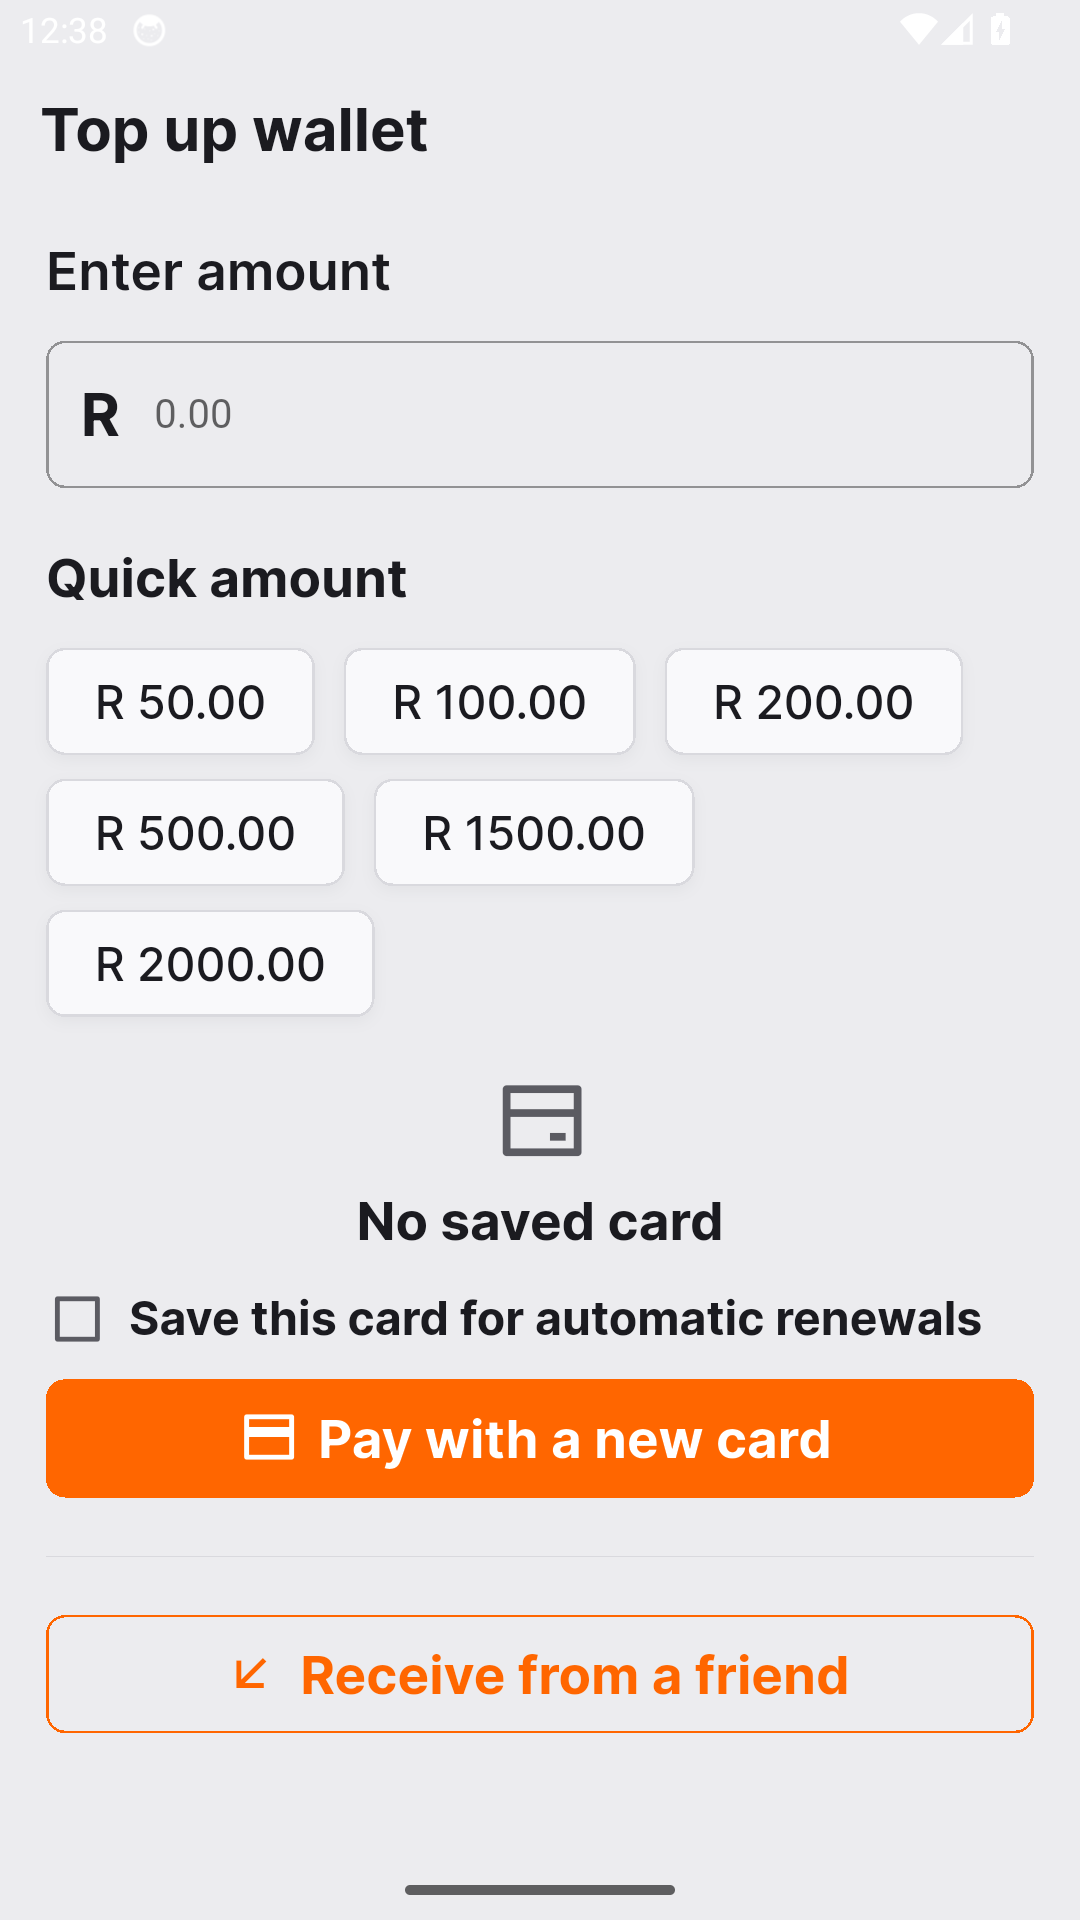 12:38
Top up wallet
Enter amount
R 0.00
Quick amount
R 50.00 R 100.00 R 200.00
R 500.00 R 1500.00
R 2000.00
No saved card
Save this card for automatic renewals
Pay with a new card
Receive from a friend